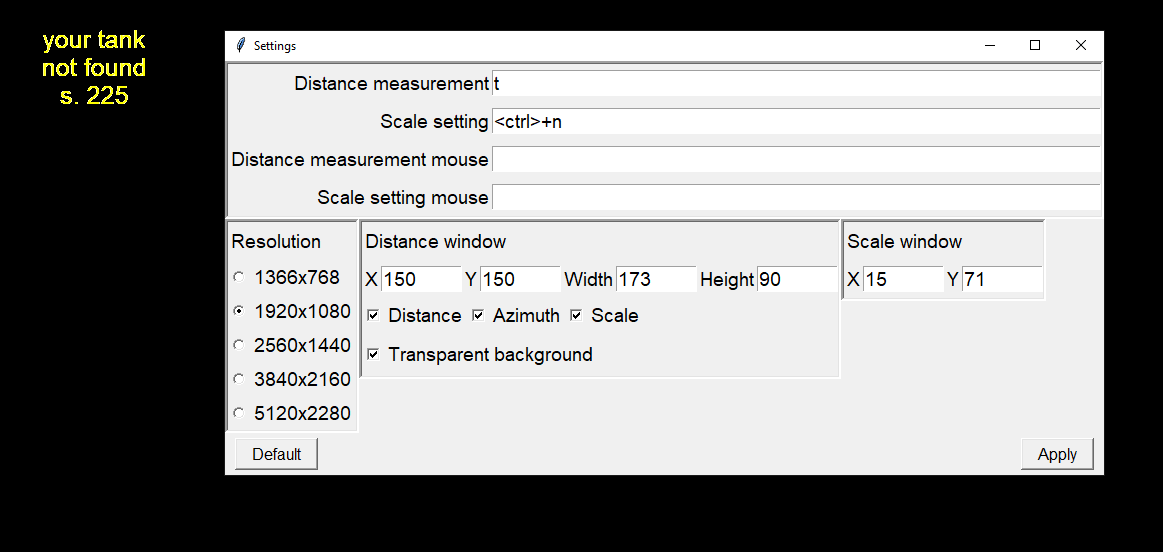 your tank
not found
s. 225
Settings
Distance measurement t
Scale setting <ctrl>+n
Distance measurement mouse
Scale setting mouse
Resolution
1366x768
1920x1080
2560x1440
3840x2160
5120x2280
Distance window
X 150 Y 150 Width 173 Height 90
Distance Azimuth Scale
Transparent background
Scale window
X 15 Y 71
Default
Apply